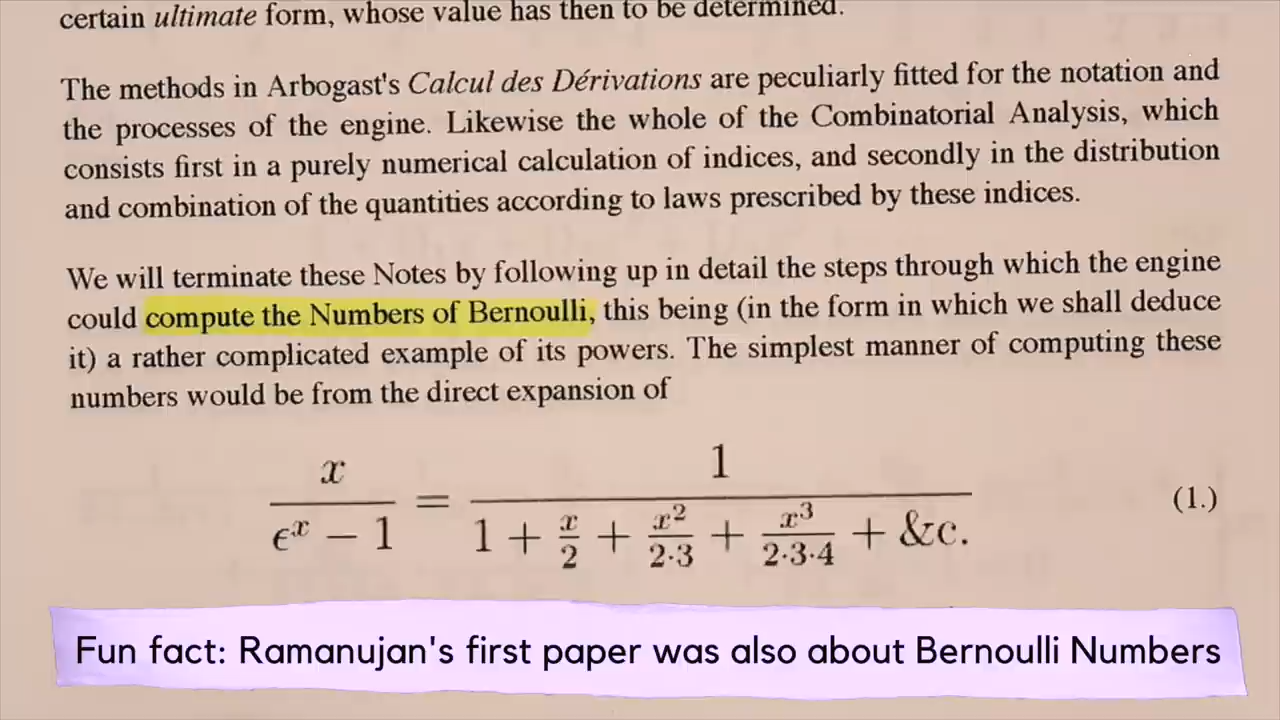 certain ultimate form, whose value has then to be determined.
The methods in Arbogast's Calcul des Dérivations are peculiarly fitted for the notation and
the processes of the engine. Likewise the whole of the Combinatorial Analysis, which
consists first in a purely numerical calculation of indices, and secondly in the distribution
and combination of the quantities according to laws prescribed by these indices.
We will terminate these Notes by following up in detail the steps through which the engine
could compute the Numbers of Bernoulli, this being (in the form in which we shall deduce
it) a rather complicated example of its powers. The simplest manner of computing these
numbers would be from the direct expansion of
x/(ϵ^x − 1) = 1/(1 + x/2 + x^2/(2·3) + x^3/(2·3·4) + &c.) (1.)
Fun fact: Ramanujan's first paper was also about Bernoulli Numbers